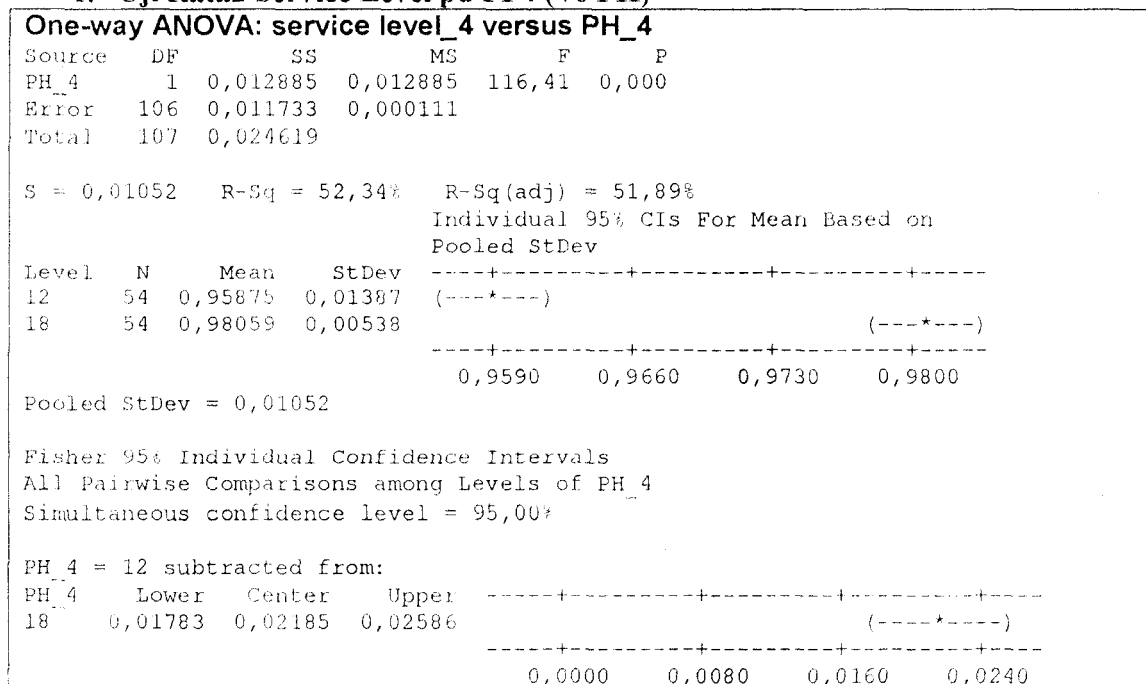 One-way ANOVA: service level_4 versus PH_4
Source DF SS MS F P
PH_4 1 0,012885 0,012885 116,41 0,000
Error 106 0,011733 0,000111
Total 107 0,024619
S = 0,01052 R-Sq = 52,34% R-Sq(adj) = 51,89%
Individual 95% CIs For Mean Based on
Pooled StDev
Level N Mean StDev ----+---------+---------+---------+-----
12 54 0,95875 0,01387 (---*---)
18 54 0,98059 0,00538 (---*---)
----+---------+---------+---------+-----
0,9590 0,9660 0,9730 0,9800
Pooled StDev = 0,01052
Fisher 95% Individual Confidence Intervals
All Pairwise Comparisons among Levels of PH_4
Simultaneous confidence level = 95,00%
PH_4 = 12 subtracted from:
PH_4 Lower Center Upper -----+---------+---------+---------+----
18 0,01783 0,02185 0,02586 (----*----)
-----+---------+---------+---------+----
0,0000 0,0080 0,0160 0,0240